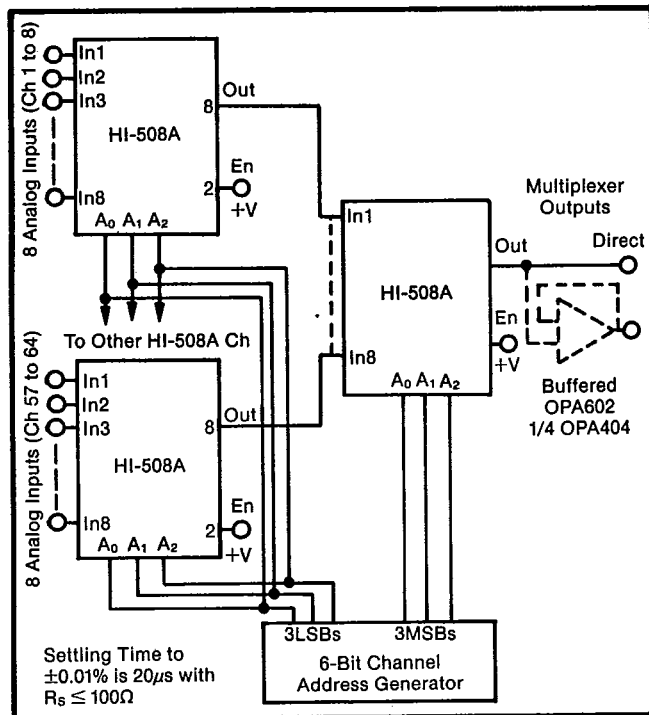 8 Analog Inputs (Ch 1 to 8)
In1
In2
In3
In8
HI-508A
Out
8
En
2
+V
A0 A1 A2
To Other HI-508A Ch
8 Analog Inputs (Ch 57 to 64)
In1
In2
In3
In8
HI-508A
Out
8
En
2
+V
A0 A1 A2
In1
In8
HI-508A
Out
En
+V
A0 A1 A2
Multiplexer
Outputs
Direct
Buffered
OPA602
1/4 OPA404
3LSBs
3MSBs
6-Bit Channel
Address Generator
Settling Time to
±0.01% is 20µs with
RS ≤ 100Ω